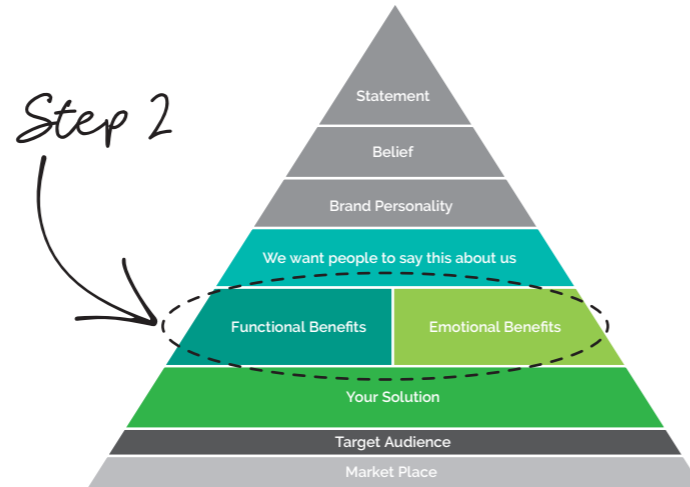 Statement
Step 2
Belief
Brand Personality
We want people to say this about us
Functional Benefits
Emotional Benefits
Your Solution
Target Audience
Market Place